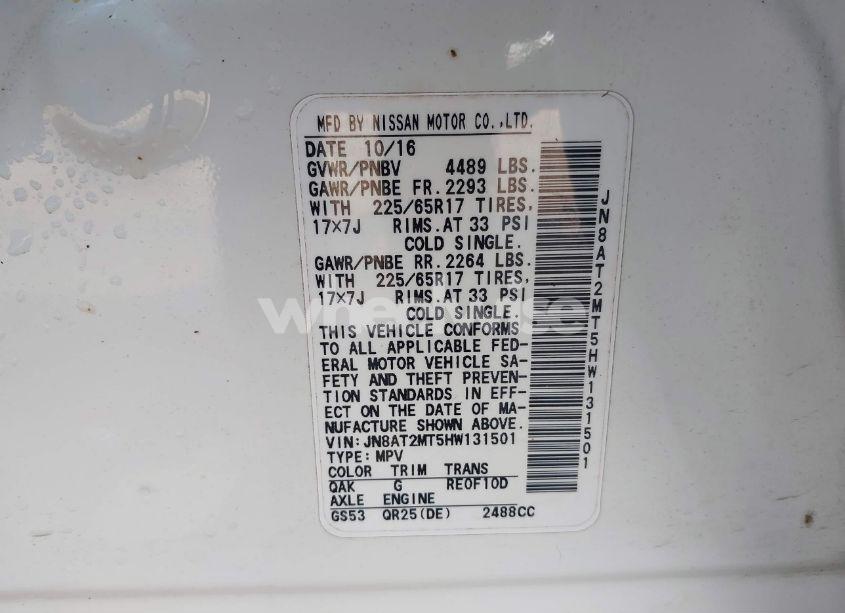 MFD BY NISSAN MOTOR CO.,LTD.
DATE 10/16
GVWR/PNBV 4489 LBS.
GAWR/PNBE FR. 2293 LBS.
WITH 225/65R17 TIRES,
17X7J RIMS.AT 33 PSI
COLD SINGLE.
GAWR/PNBE RR. 2264 LBS.
WITH 225/65R17 TIRES,
17X7J RIMS.AT 33 PSI
COLD SINGLE.
THIS VEHICLE CONFORMS
TO ALL APPLICABLE FED-
ERAL MOTOR VEHICLE SA-
FETY AND THEFT PREVEN-
TION STANDARDS IN EFF-
ECT ON THE DATE OF MA-
NUFACTURE SHOWN ABOVE.
VIN:JN8AT2MT5HW131501
TYPE:MPV
COLOR TRIM TRANS
QAK G RE0F10D
AXLE ENGINE
GS53 QR25(DE) 2488CC
JN8AT2MT5HW131501